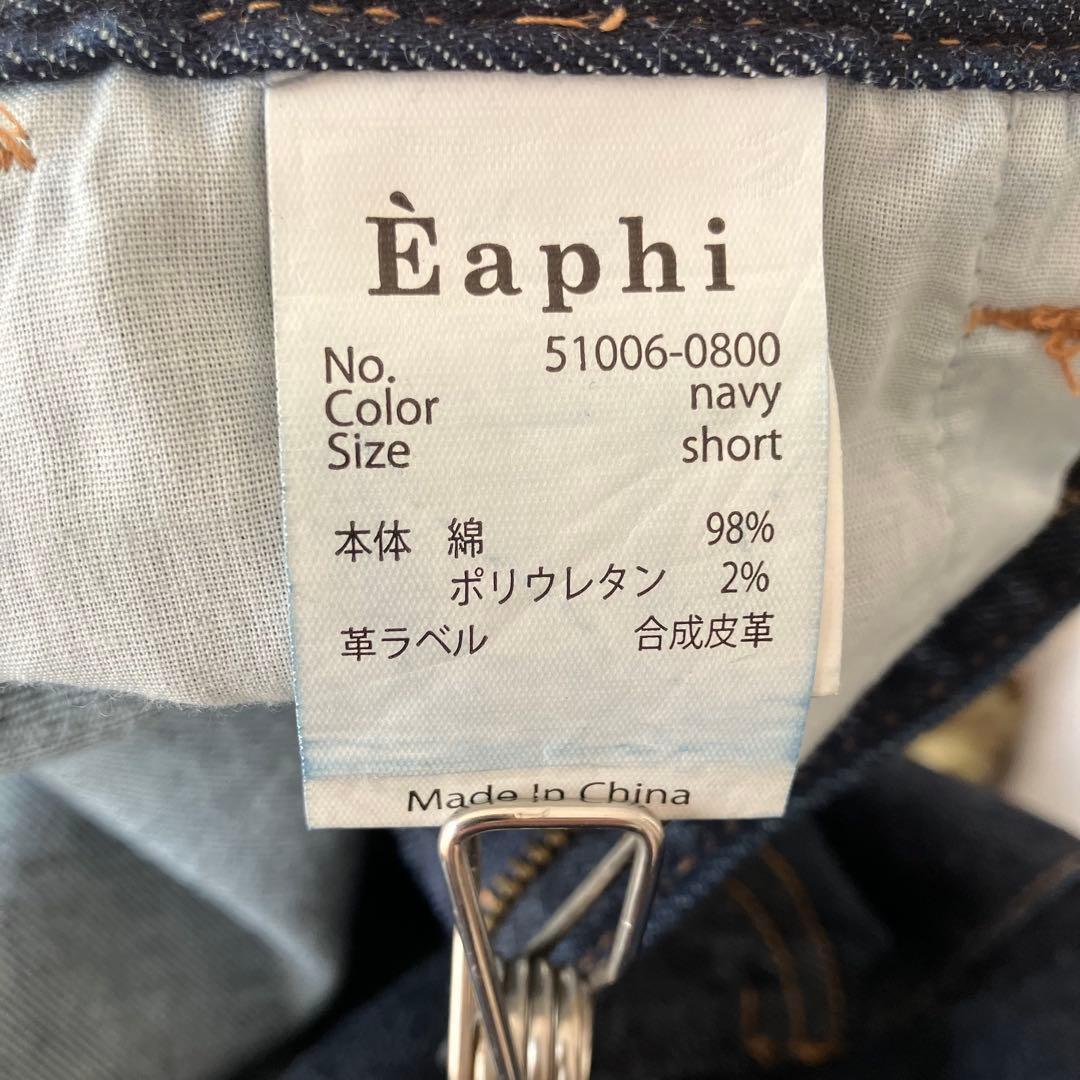 Èaphi
No. 51006-0800
Color navy
Size short
本体 綿 98%
ポリウレタン 2%
革ラベル 合成皮革
Made In China